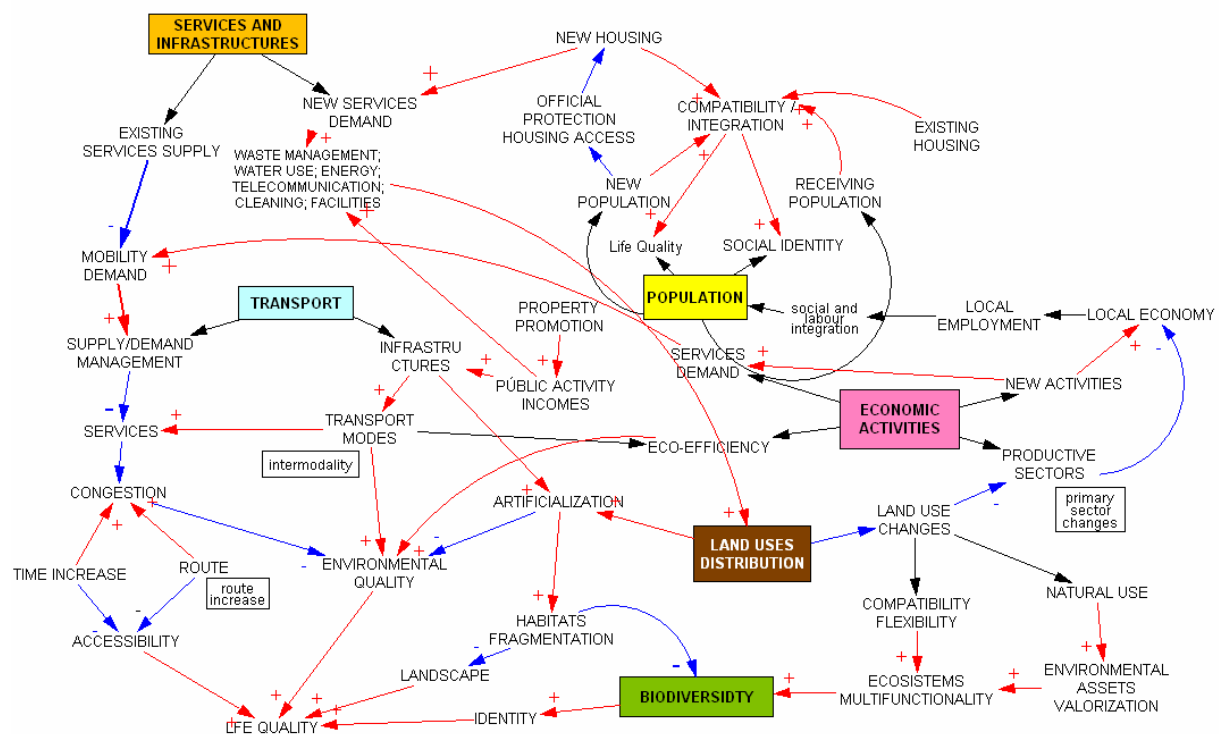 SERVICES AND
INFRASTRUCTURES
NEW HOUSING
+
NEW SERVICES
DEMAND
+
OFFICIAL
PROTECTION
HOUSING ACCESS
+
COMPATIBILITY /
INTEGRATION
+
+
+
EXISTING
HOUSING
EXISTING
SERVICES SUPPLY
WASTE MANAGEMENT;
WATER USE; ENERGY;
TELECOMMUNICATION;
CLEANING; FACILITIES
+
NEW
POPULATION
RECEIVING
POPULATION
-
MOBILITY
DEMAND
+
+
Life Quality
+
SOCIAL IDENTITY
TRANSPORT
POPULATION
PROPERTY
PROMOTION
social and
labour
integration
LOCAL
EMPLOYMENT
LOCAL ECONOMY
+
-
+
SUPPLY/DEMAND
MANAGEMENT
INFRASTRU
CTURES
+
+
PÚBLIC ACTIVITY
INCOMES
SERVICES
DEMAND
+
NEW ACTIVITIES
-
SERVICES
+
+
TRANSPORT
MODES
intermodality
ECO-EFFICIENCY
ECONOMIC
ACTIVITIES
PRODUCTIVE
SECTORS
-
primary
sector
changes
CONGESTION
+
+
+
ARTIFICIALIZATION
+
+
LAND USES
DISTRIBUTION
+
LAND USE
CHANGES
TIME INCREASE
ROUTE
route
increase
-
ENVIRONMENTAL
QUALITY
+
+
-
COMPATIBILITY
FLEXIBILITY
NATURAL USE
ACCESSIBILITY
-
-
HABITATS
FRAGMENTATION
+
LANDSCAPE
-
-
BIODIVERSIDTY
+
ECOSISTEMS
MULTIFUNCTIONALITY
+
+
ENVIRONMENTAL
ASSETS
VALORIZATION
+
LIFE QUALITY
+
+
+
+
IDENTITY
+